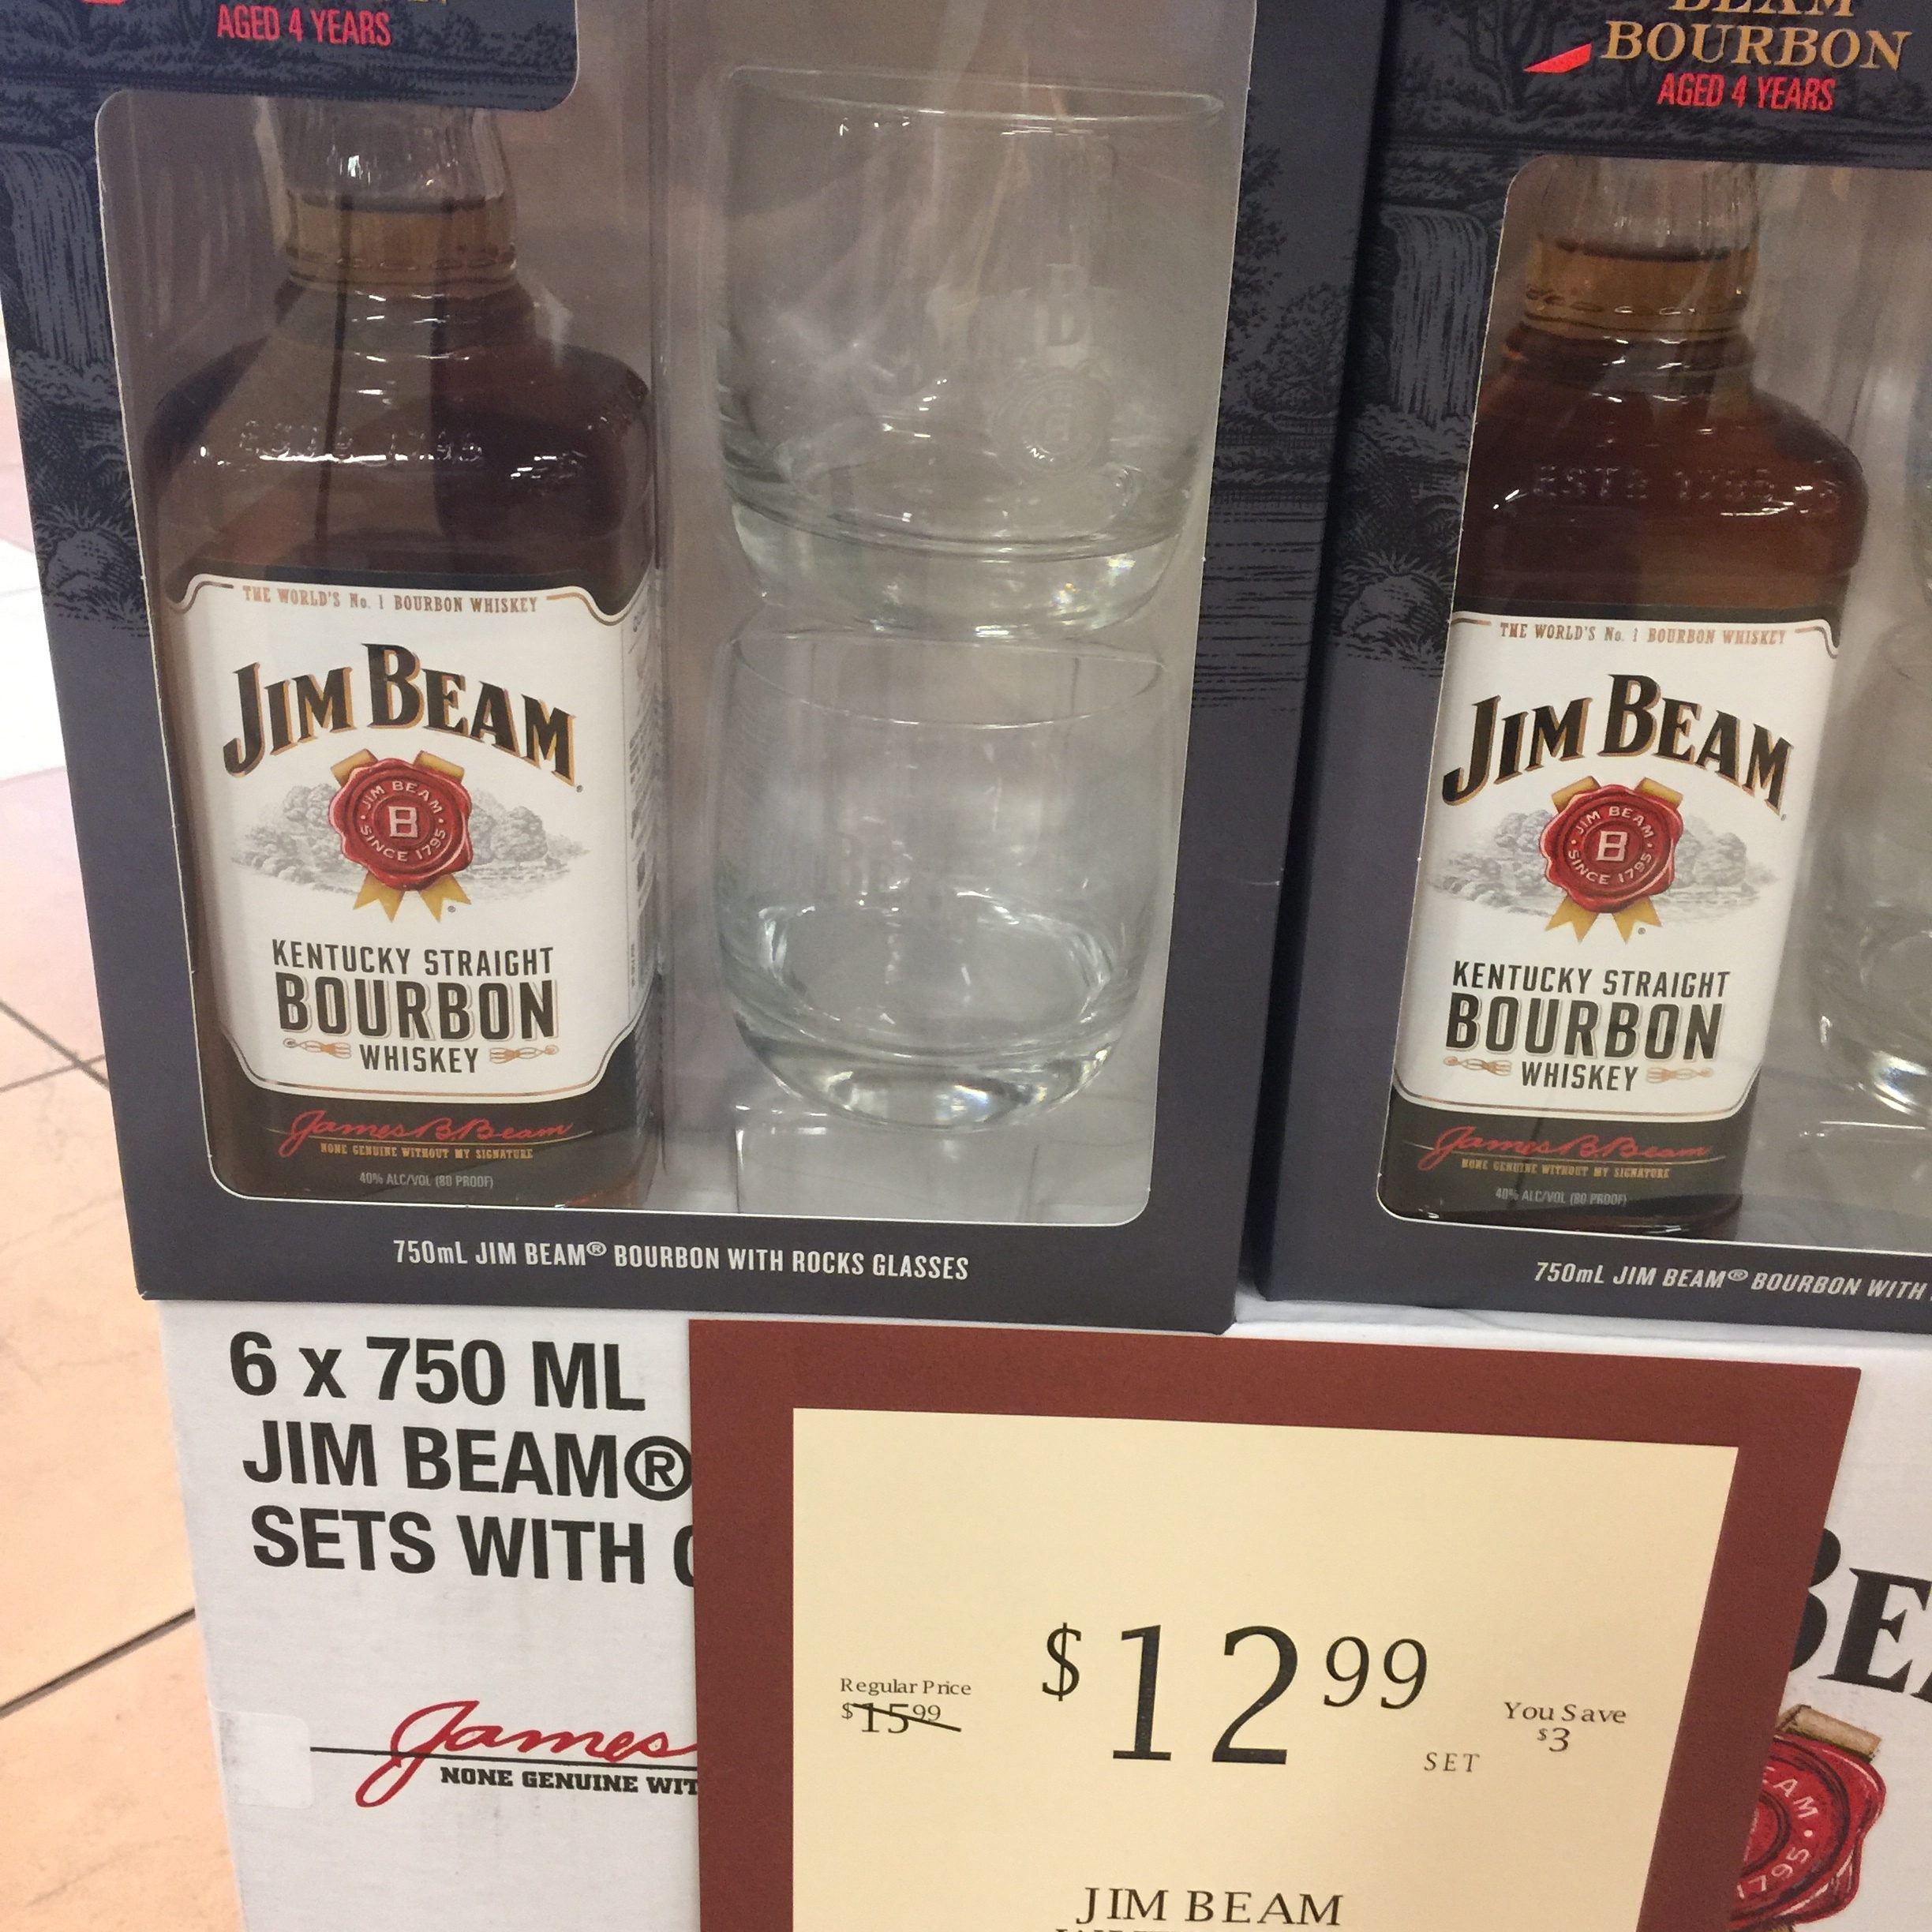 AGED 4 YEARS
BEAM
BOURBON
AGED 4 YEARS
B
ESTD 1795
THE WORLD'S No. 1 BOURBON WHISKEY
JIM BEAM
JIM BEAM
B
SINCE 1795
KENTUCKY STRAIGHT
BOURBON
WHISKEY
James B. Beam
NONE GENUINE WITHOUT MY SIGNATURE
40% ALC/VOL (80 PROOF)
750mL JIM BEAM® BOURBON WITH ROCKS GLASSES
THE WORLD'S No. 1 BOURBON WHISKEY
JIM BEAM
JIM BEAM
B
SINCE 1795
KENTUCKY STRAIGHT
BOURBON
WHISKEY
James B. Beam
NONE GENUINE WITHOUT MY SIGNATURE
40% ALC/VOL (80 PROOF)
750mL JIM BEAM® BOURBON WITH
6 x 750 ML
JIM BEAM®
SETS WITH
James
NONE GENUINE WIT
Regular Price
$15.99
$12.99
SET
You Save
$3
JIM BEAM
BE
1795